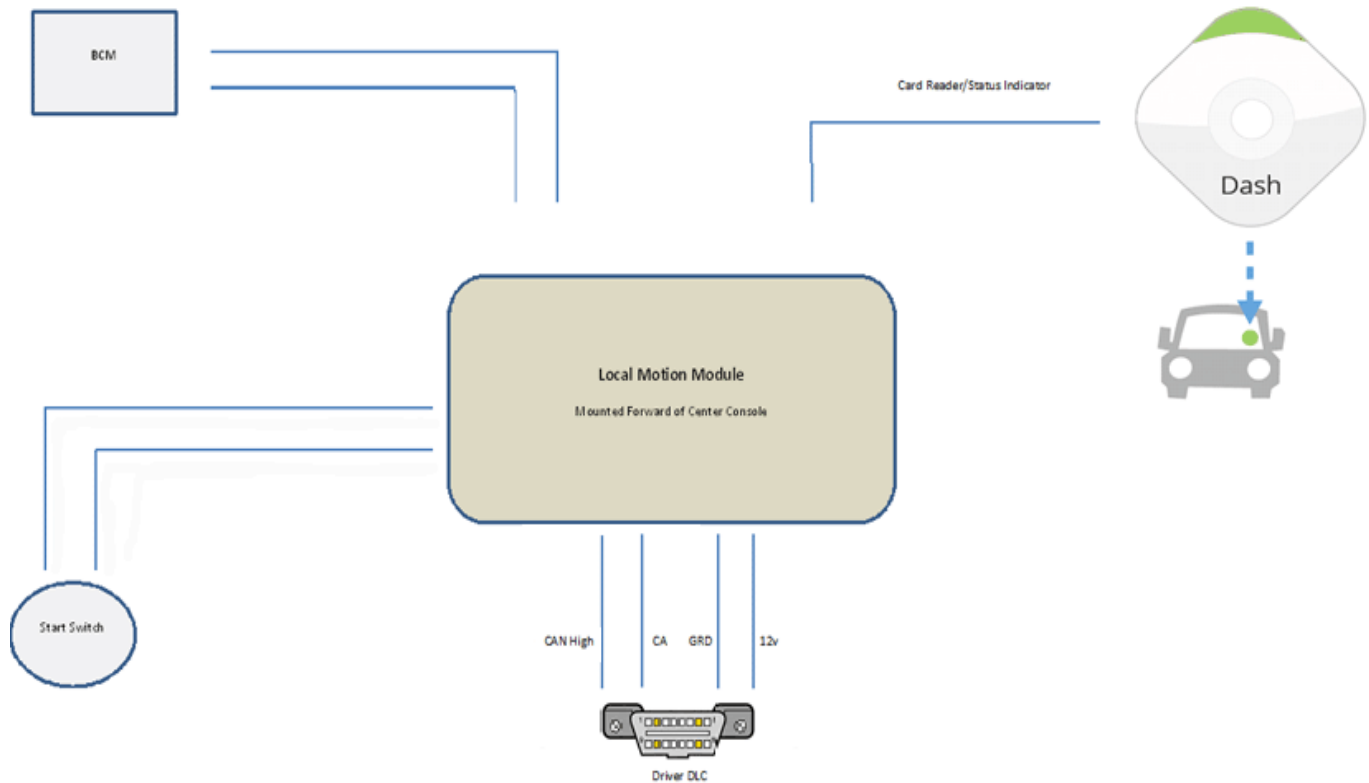 BCM
Card Reader/Status Indicator
Dash
Local Motion Module
Mounted Forward of Center Console
Start Switch
CAN High CA GRD 12v
Driver DLC